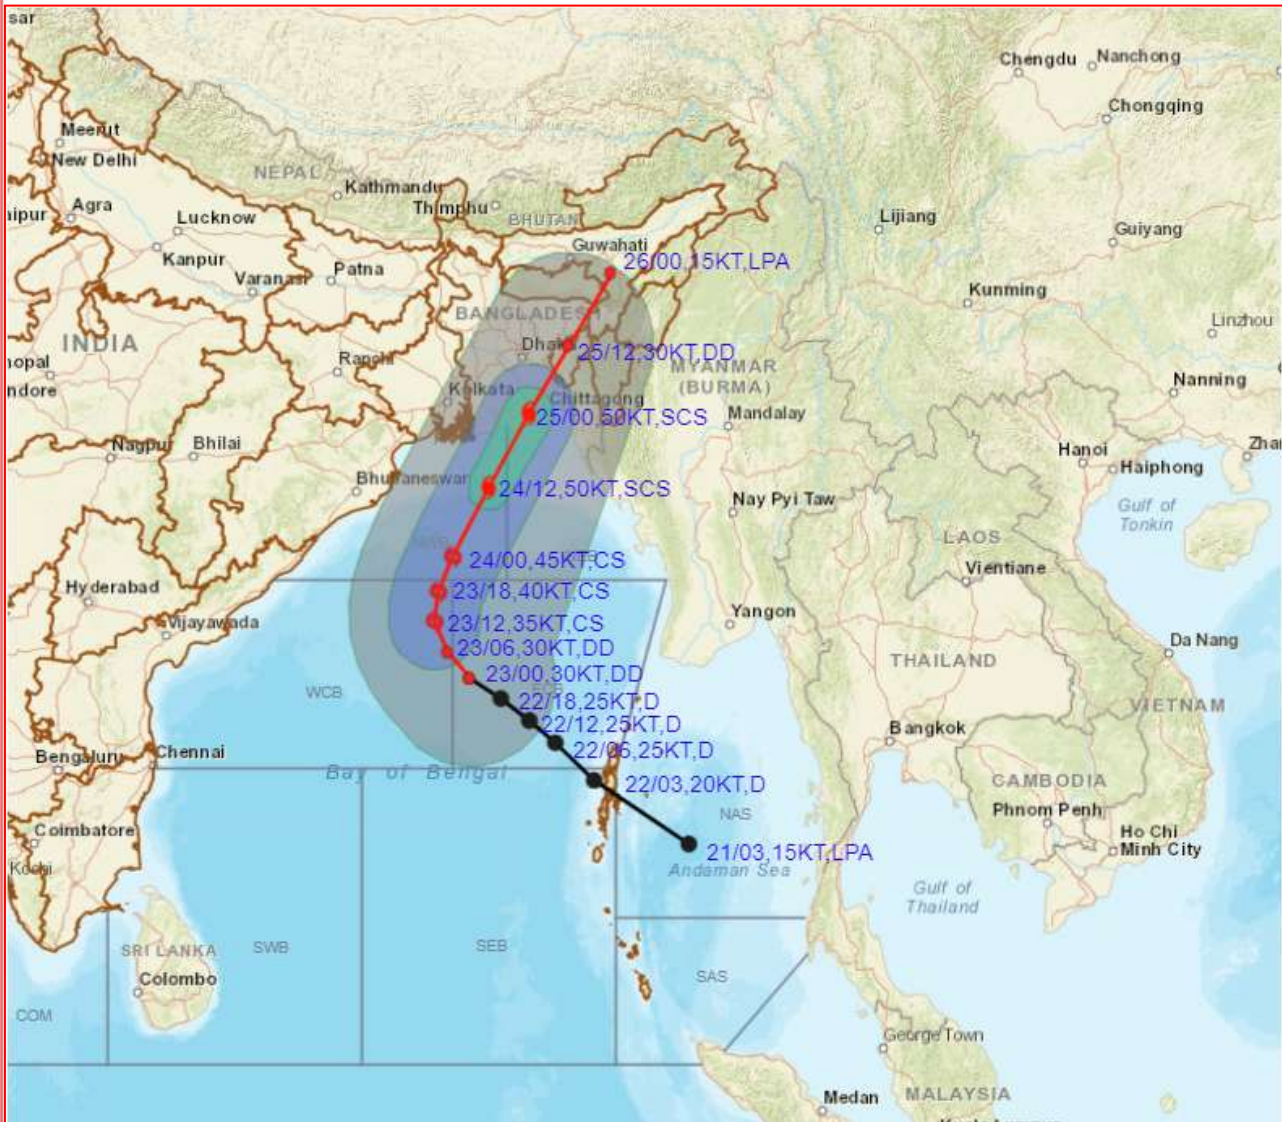 sar
Chengdu
Nanchong
Chongqing
Meerut
New Delhi
NEPAL
Kathmandu
Thimphu
BHUTAN
Agra
Lucknow
Lijiang
Guiyang
Kanpur
Guwahati
26/00,15KT,LPA
Patna
Varanasi
Kunming
BANGLADESH
Linzhou
INDIA
Dhaka
25/12,30KT,DD
Ranchi
MYANMAR
(BURMA)
opal
ndore
Kolkata
Chittagong
Nanning
25/00,50KT,SCS
Mandalay
Nagpur
Bhilai
Hanoi
Haiphong
Zha
Bhubaneswar
24/12,50KT,SCS
Nay Pyi Taw
Gulf of
Tonkin
LAOS
24/00,45KT,CS
Vientiane
Hyderabad
23/18,40KT,CS
Yangon
Vijayawada
23/12,35KT,CS
Da Nang
23/06,30KT,DD
THAILAND
23/00,30KT,DD
WCB
22/18,25KT,D
VIETNAM
22/12,25KT,D
Bangkok
22/06,25KT,D
Chennai
Bengaluru
Bay of Bengal
22/03,20KT,D
CAMBODIA
Phnom Penh
NAS
Coimbatore
Ho Chi
Minh City
21/03,15KT,LPA
Kochi
Andaman Sea
Gulf of
Thailand
SRI LANKA
SWB
SEB
Colombo
SAS
COM
George Town
Medan
MALAYSIA